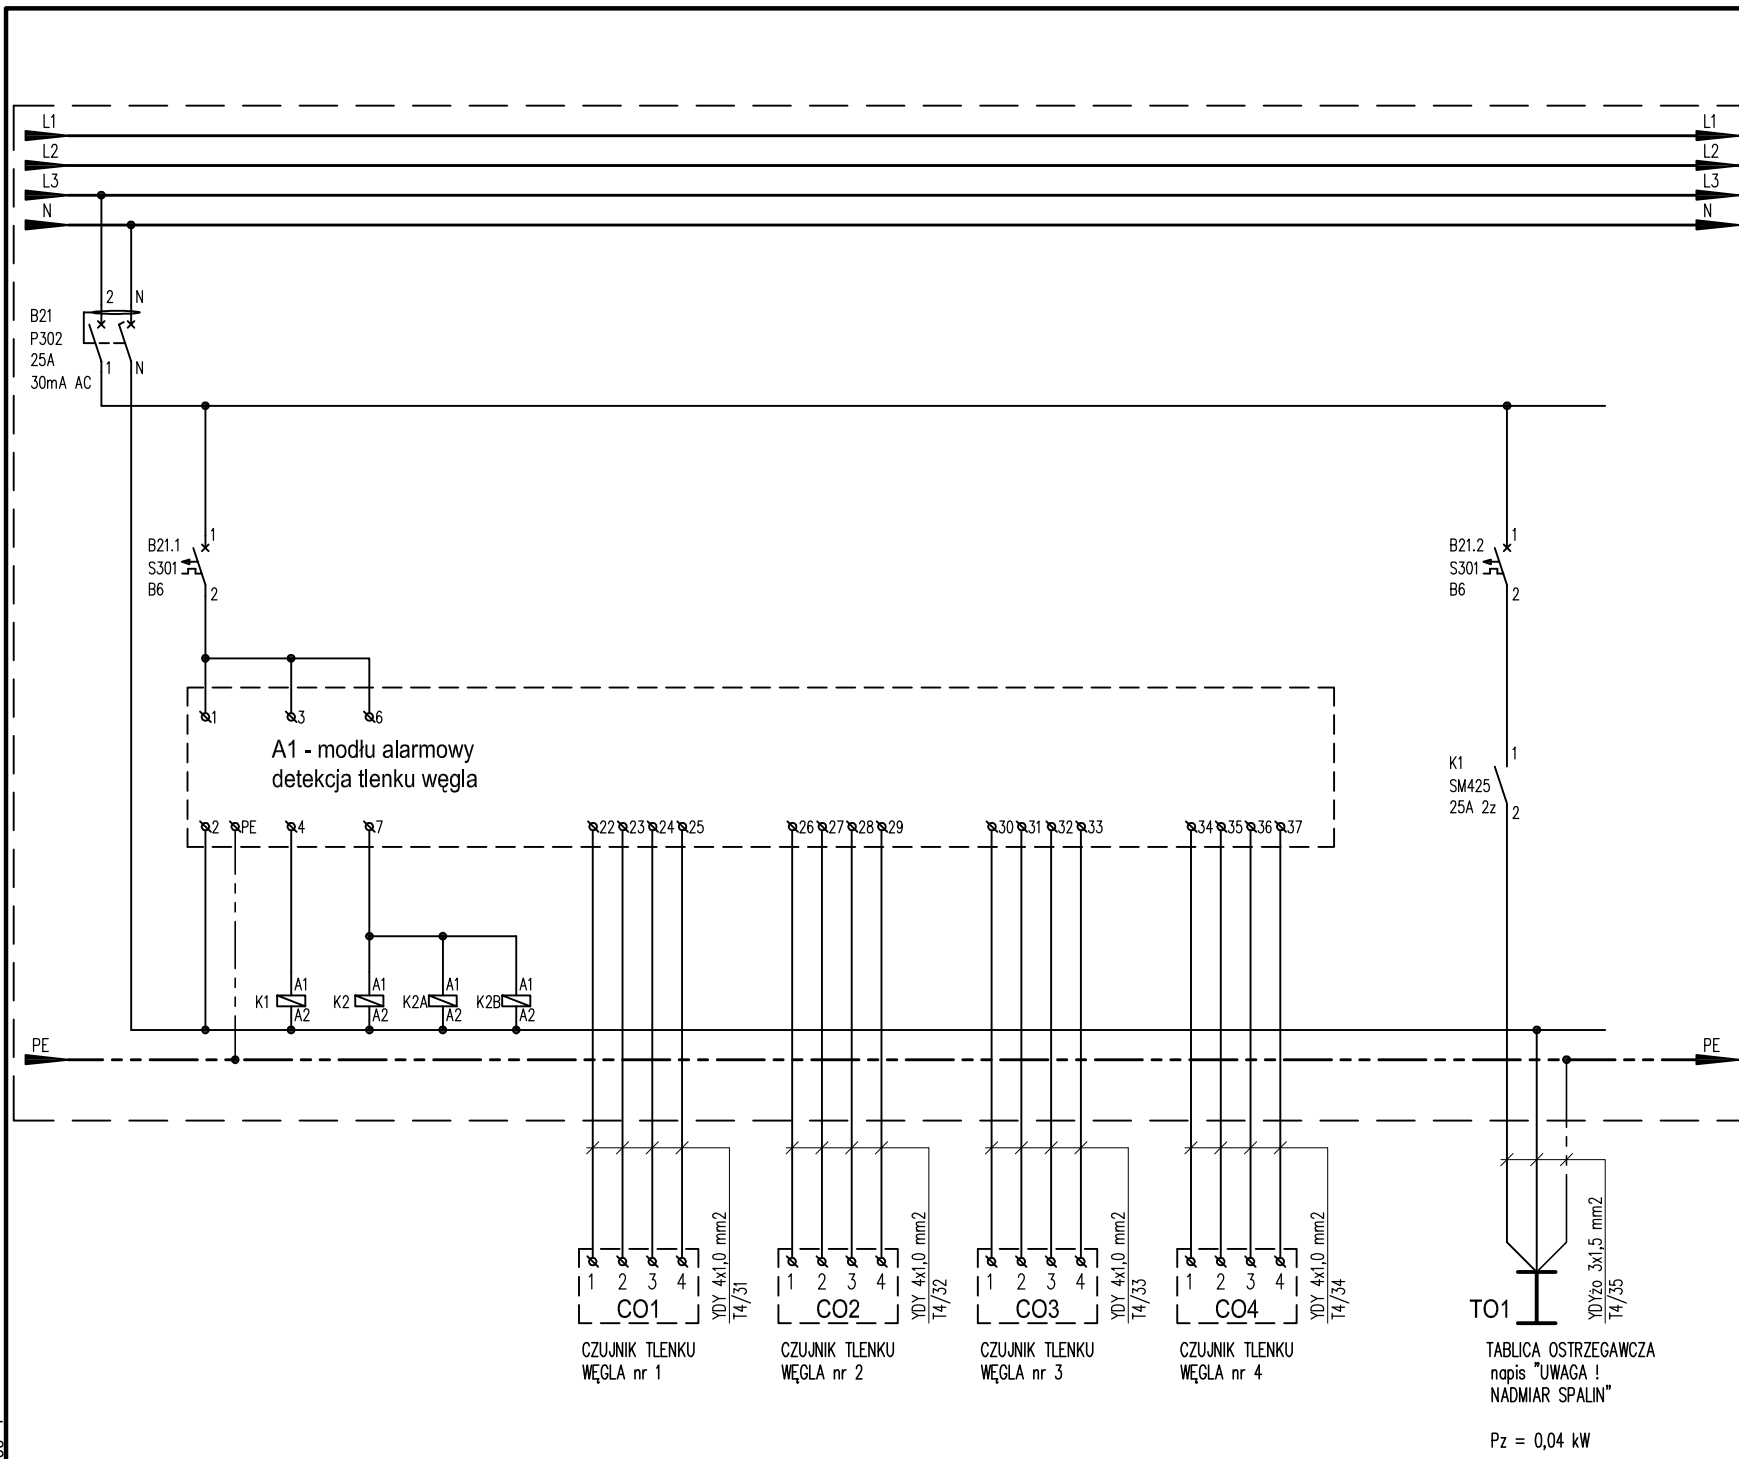 L1 L1
L2 L2
L3 L3
N N
2 N
B21
P302
25A
30mA AC
1 N
B21.1
S301
B6
1
2
B21.2
S301
B6
1
2
1 3 6
A1 - modłu alarmowy
detekcja tlenku węgla
K1
SM425
25A 2z
1
2
2 PE 4 7 22 23 24 25 26 27 28 29 30 31 32 33 34 35 36 37
A1 A1 A1 A1
K1 K2 K2A K2B
A2 A2 A2 A2
PE PE
1 2 3 4
CO1
YDY 4x1,0 mm2
T4/31
CZUJNIK TLENKU
WĘGLA nr 1
1 2 3 4
CO2
YDY 4x1,0 mm2
T4/32
CZUJNIK TLENKU
WĘGLA nr 2
1 2 3 4
CO3
YDY 4x1,0 mm2
T4/33
CZUJNIK TLENKU
WĘGLA nr 3
1 2 3 4
CO4
YDY 4x1,0 mm2
T4/34
CZUJNIK TLENKU
WĘGLA nr 4
TO1
YDYżo 3x1,5 mm2
T4/35
TABLICA OSTRZEGAWCZA
napis "UWAGA !
NADMIAR SPALIN"
Pz = 0,04 kW